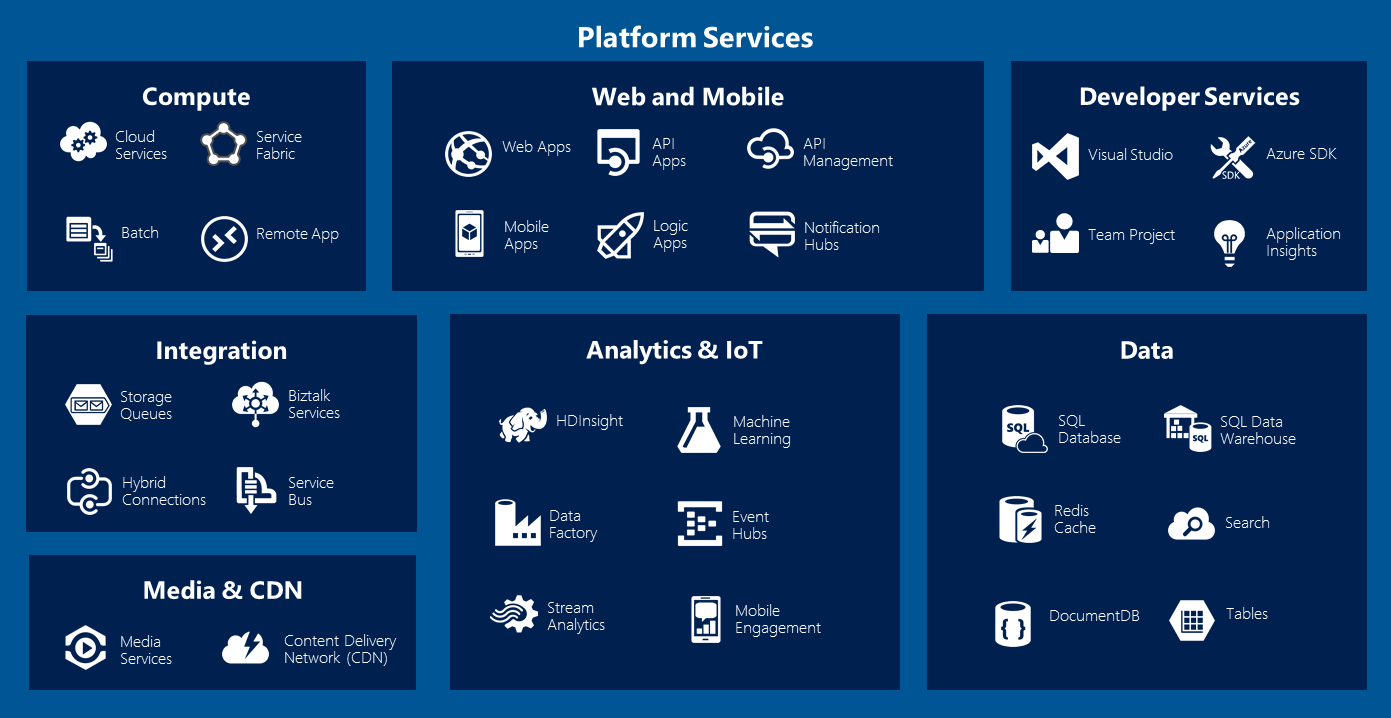 Platform Services
Compute
Cloud
Services
Service
Fabric
Batch
Remote App
Web and Mobile
Web Apps
API
Apps
API
Management
Mobile
Apps
Logic
Apps
Notification
Hubs
Developer Services
Visual Studio
Azure
SDK
Azure SDK
Team Project
Application
Insights
Integration
Storage
Queues
Biztalk
Services
Hybrid
Connections
Service
Bus
Media & CDN
Media
Services
Content Delivery
Network (CDN)
Analytics & IoT
HDInsight
Machine
Learning
Data
Factory
Event
Hubs
Stream
Analytics
Mobile
Engagement
Data
SQL
SQL
Database
SQL
SQL Data
Warehouse
Redis
Cache
Search
{ }
DocumentDB
Tables